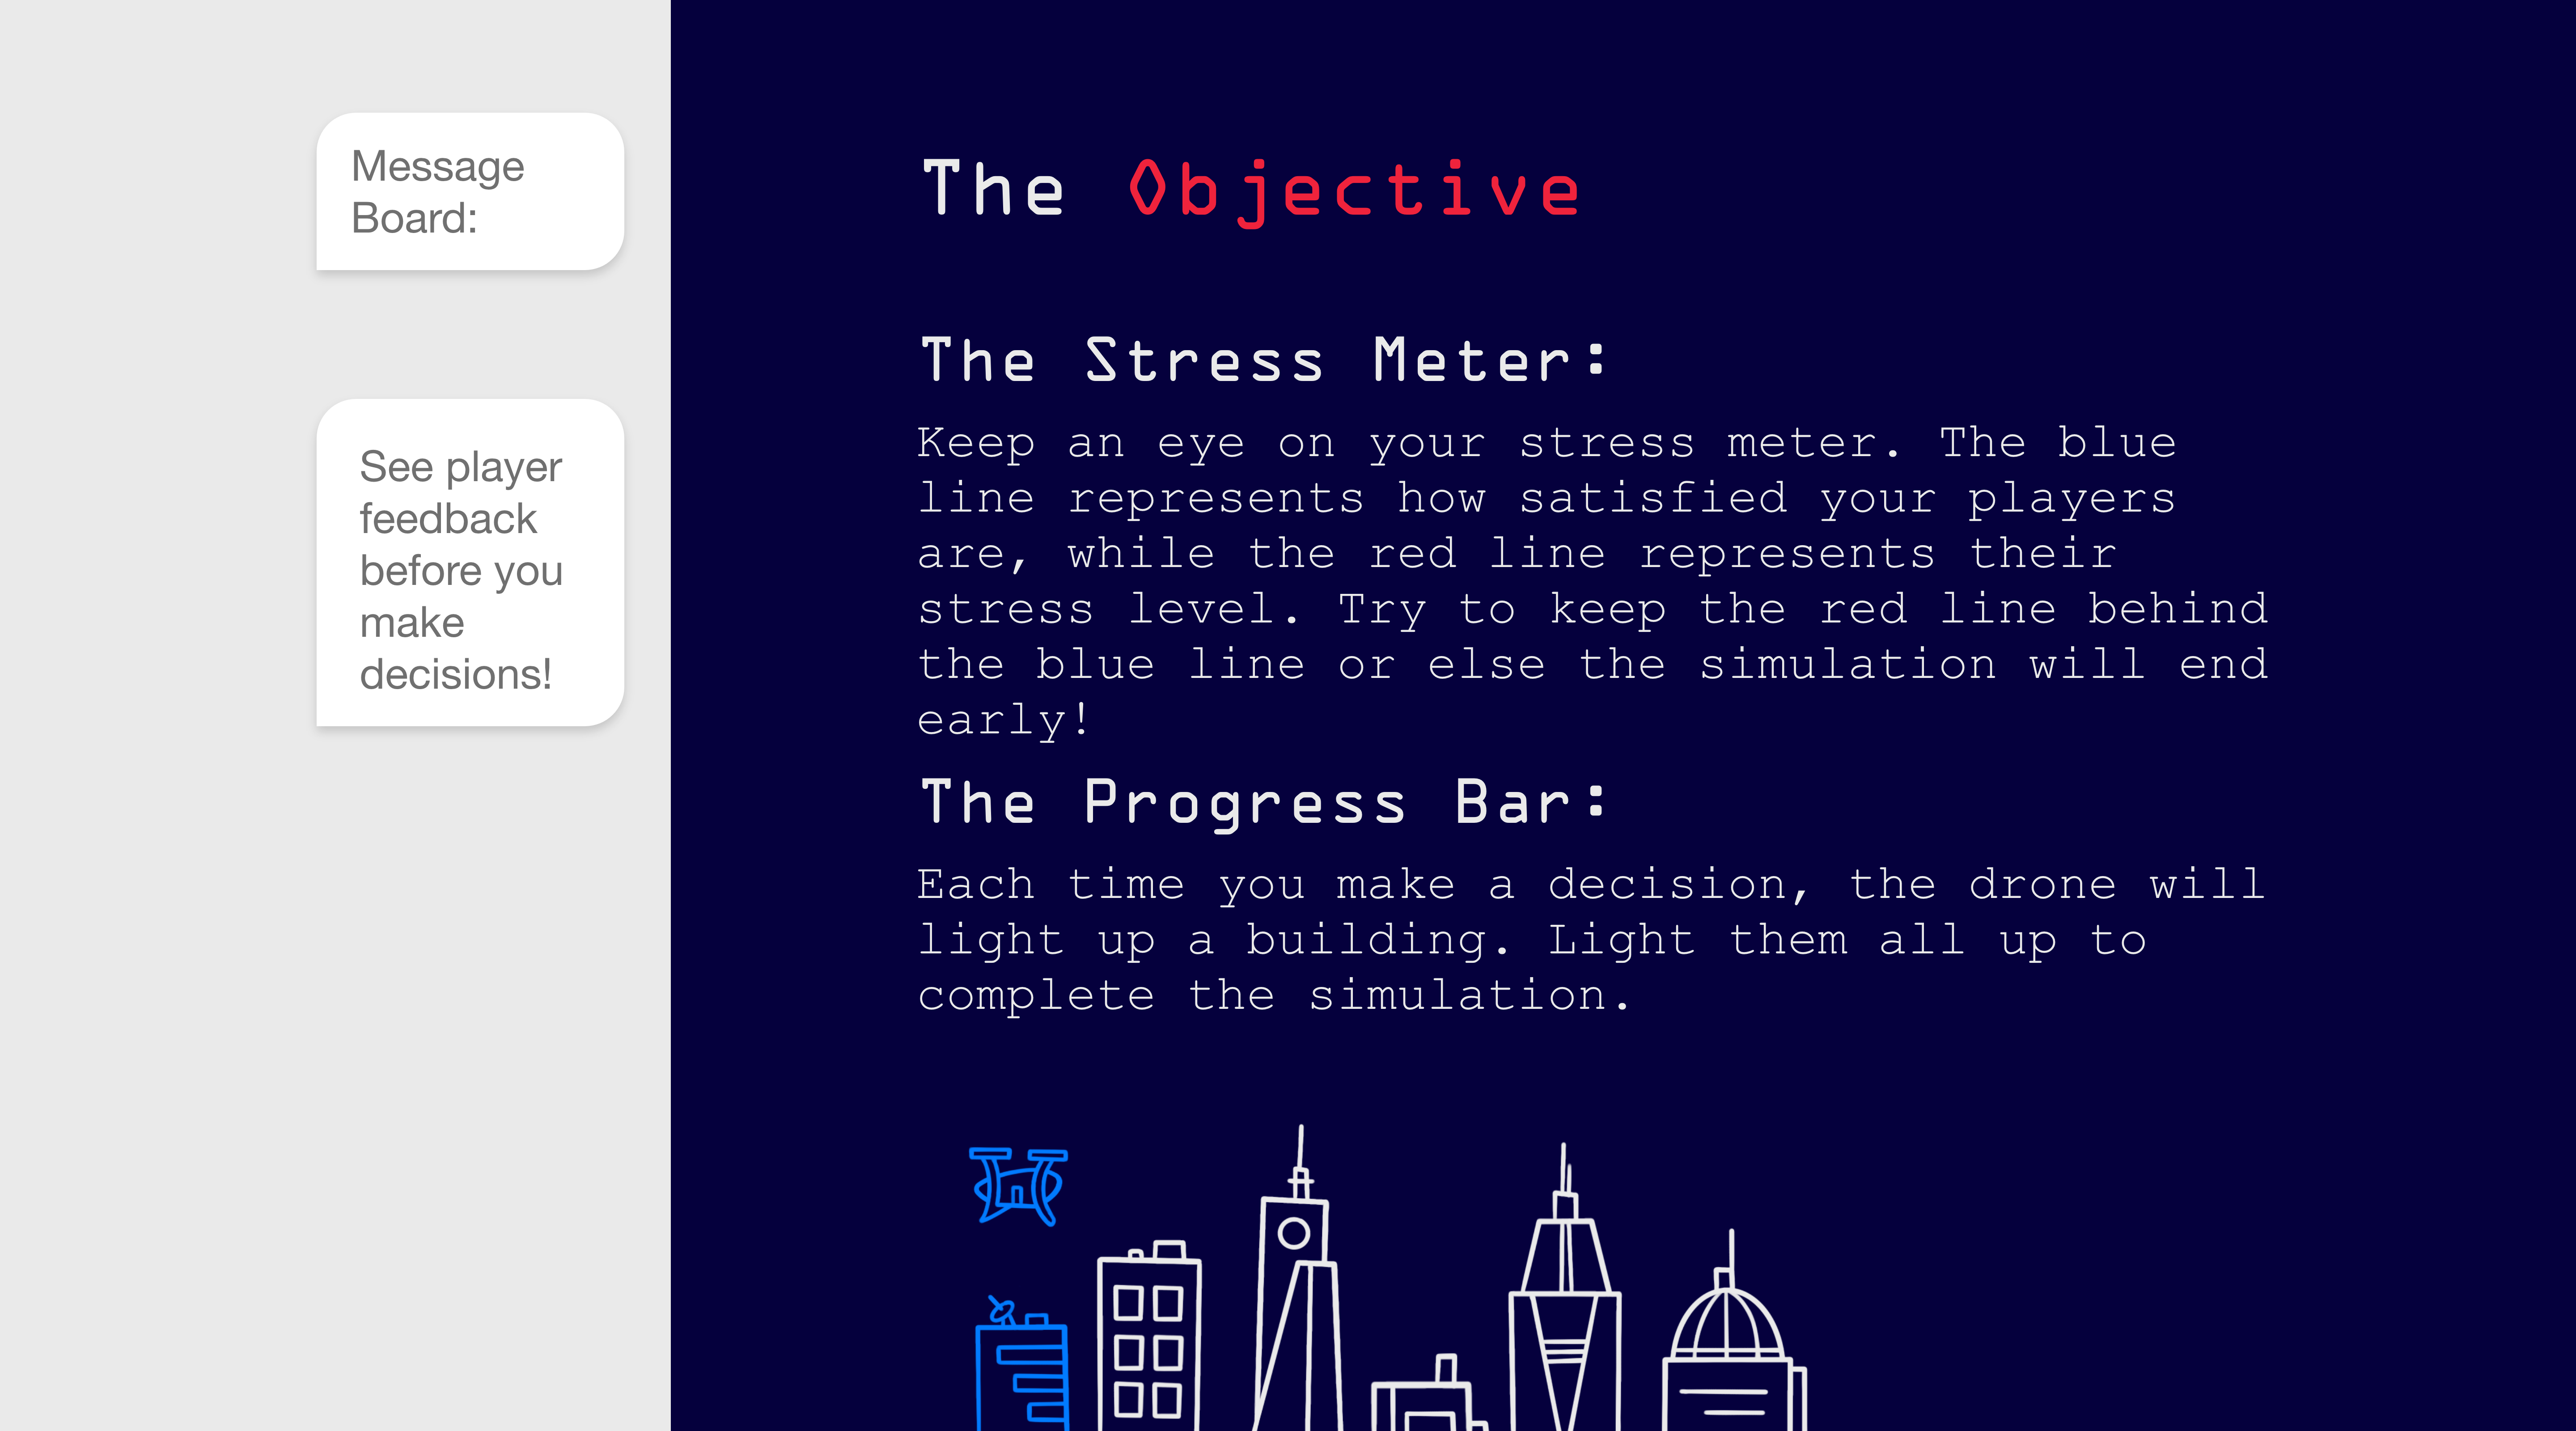 Message
Board:
See player
feedback
before you
make
decisions!
The Objective
The Stress Meter:
Keep an eye on your stress meter. The blue
line represents how satisfied your players
are, while the red line represents their
stress level. Try to keep the red line behind
the blue line or else the simulation will end
early!
The Progress Bar:
Each time you make a decision, the drone will
light up a building. Light them all up to
complete the simulation.